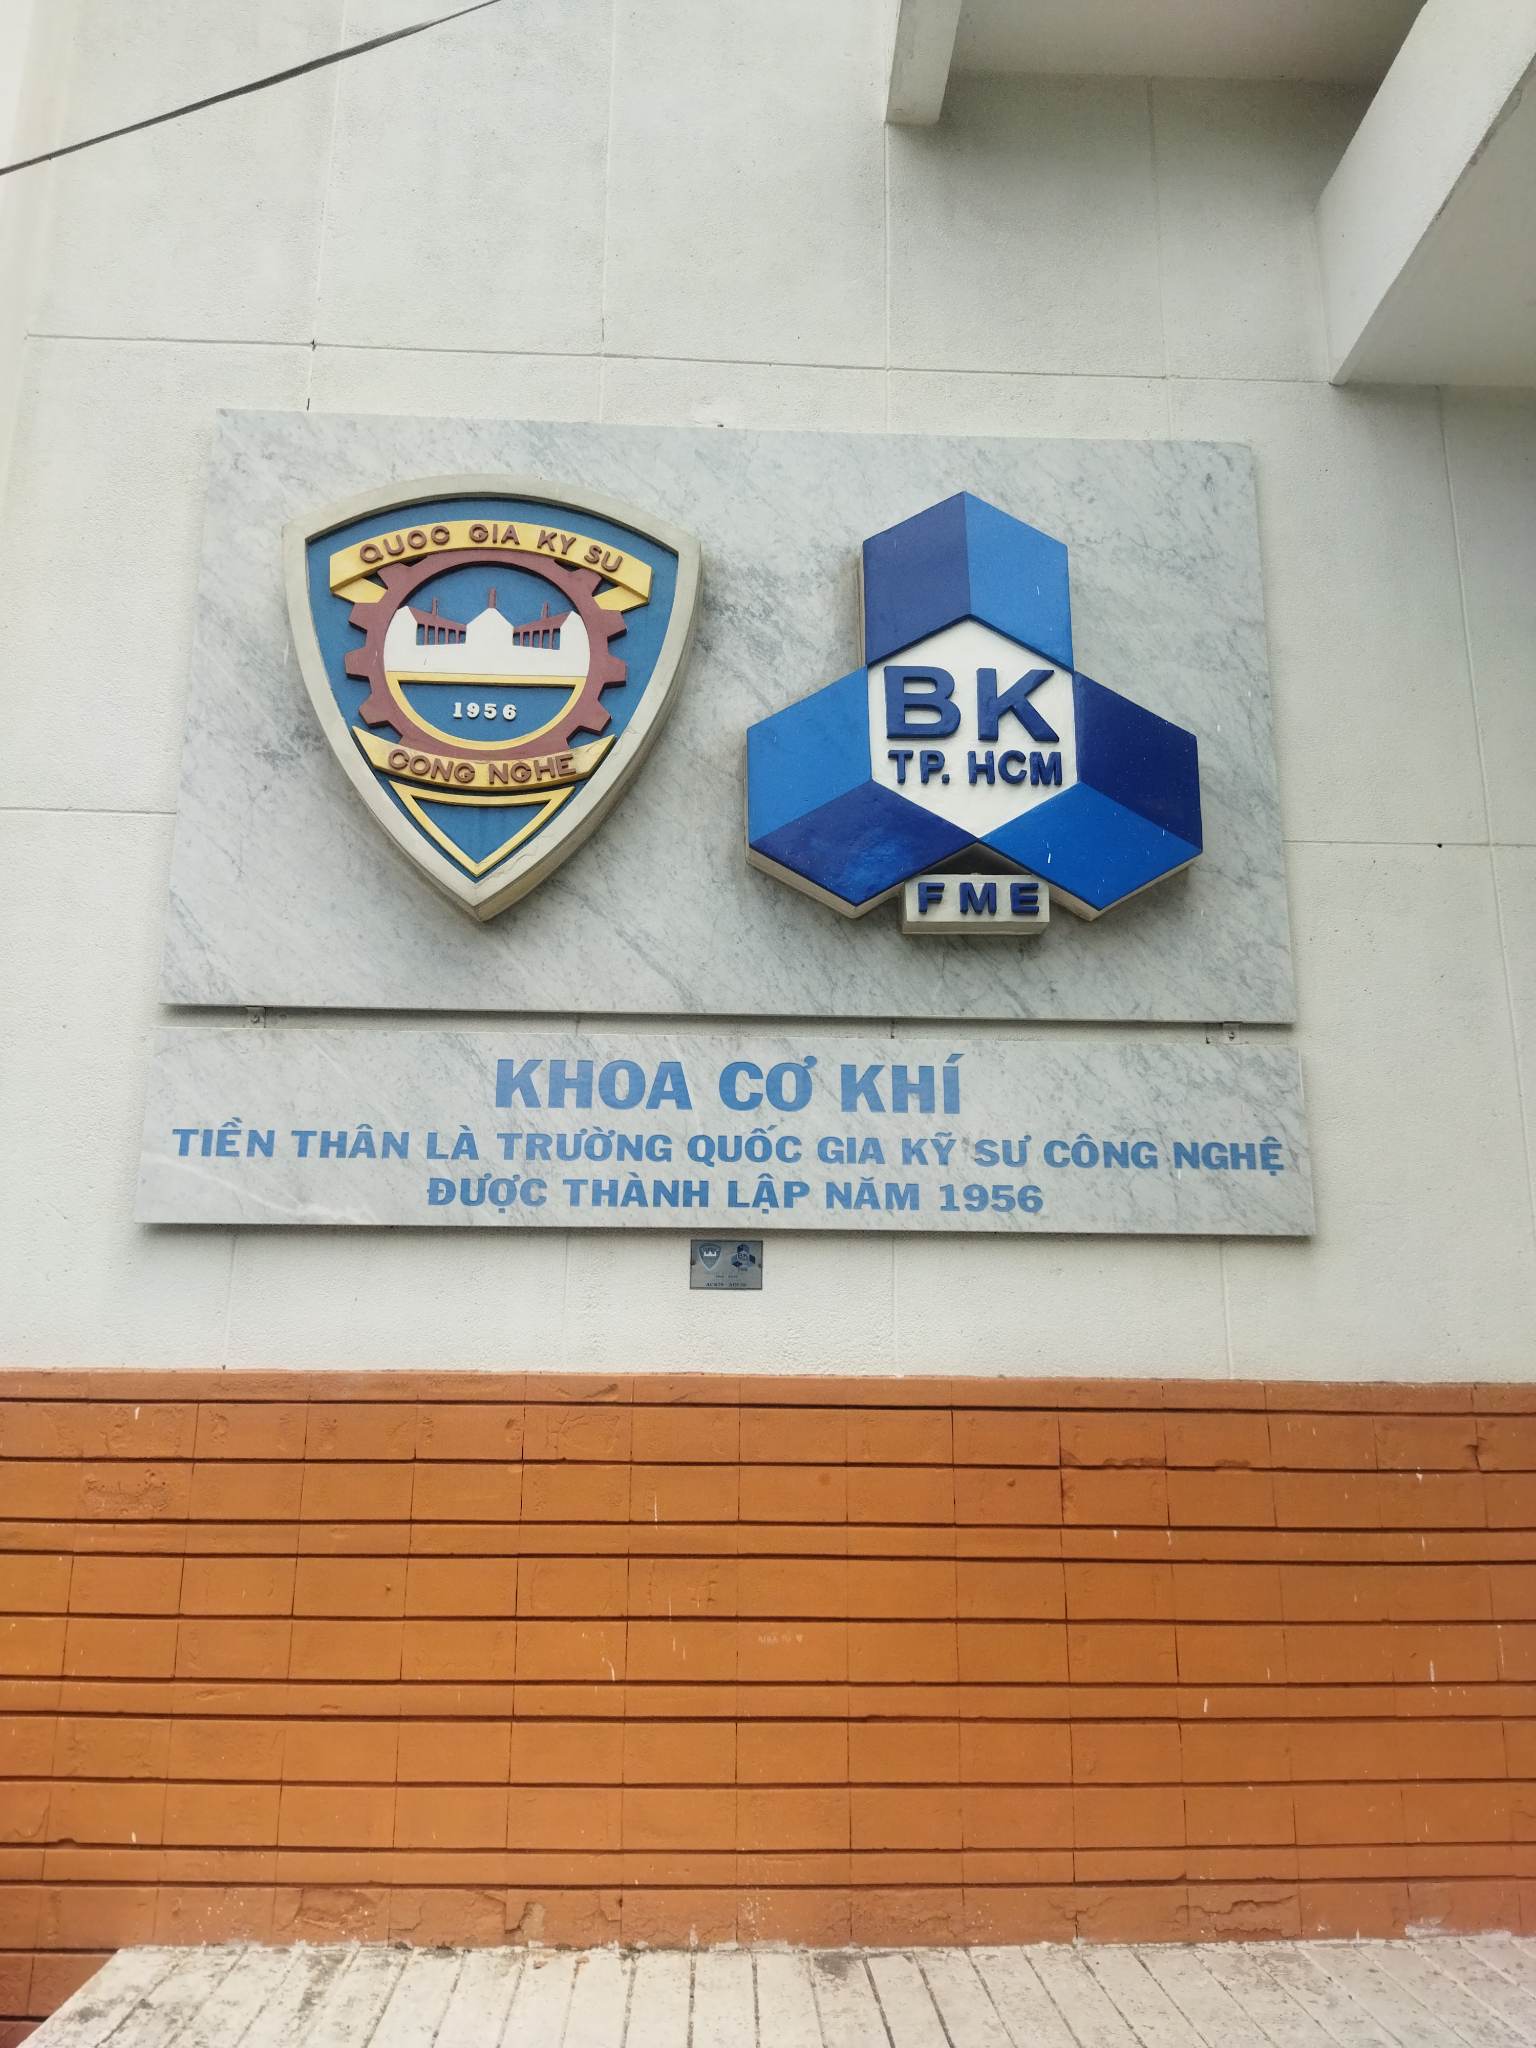 QUOC GIA KY SU
1956
CONG NGHE
BK
TP. HCM
FME
KHOA CƠ KHÍ
TIỀN THÂN LÀ TRƯỜNG QUỐC GIA KỸ SƯ CÔNG NGHỆ
ĐƯỢC THÀNH LẬP NĂM 1956